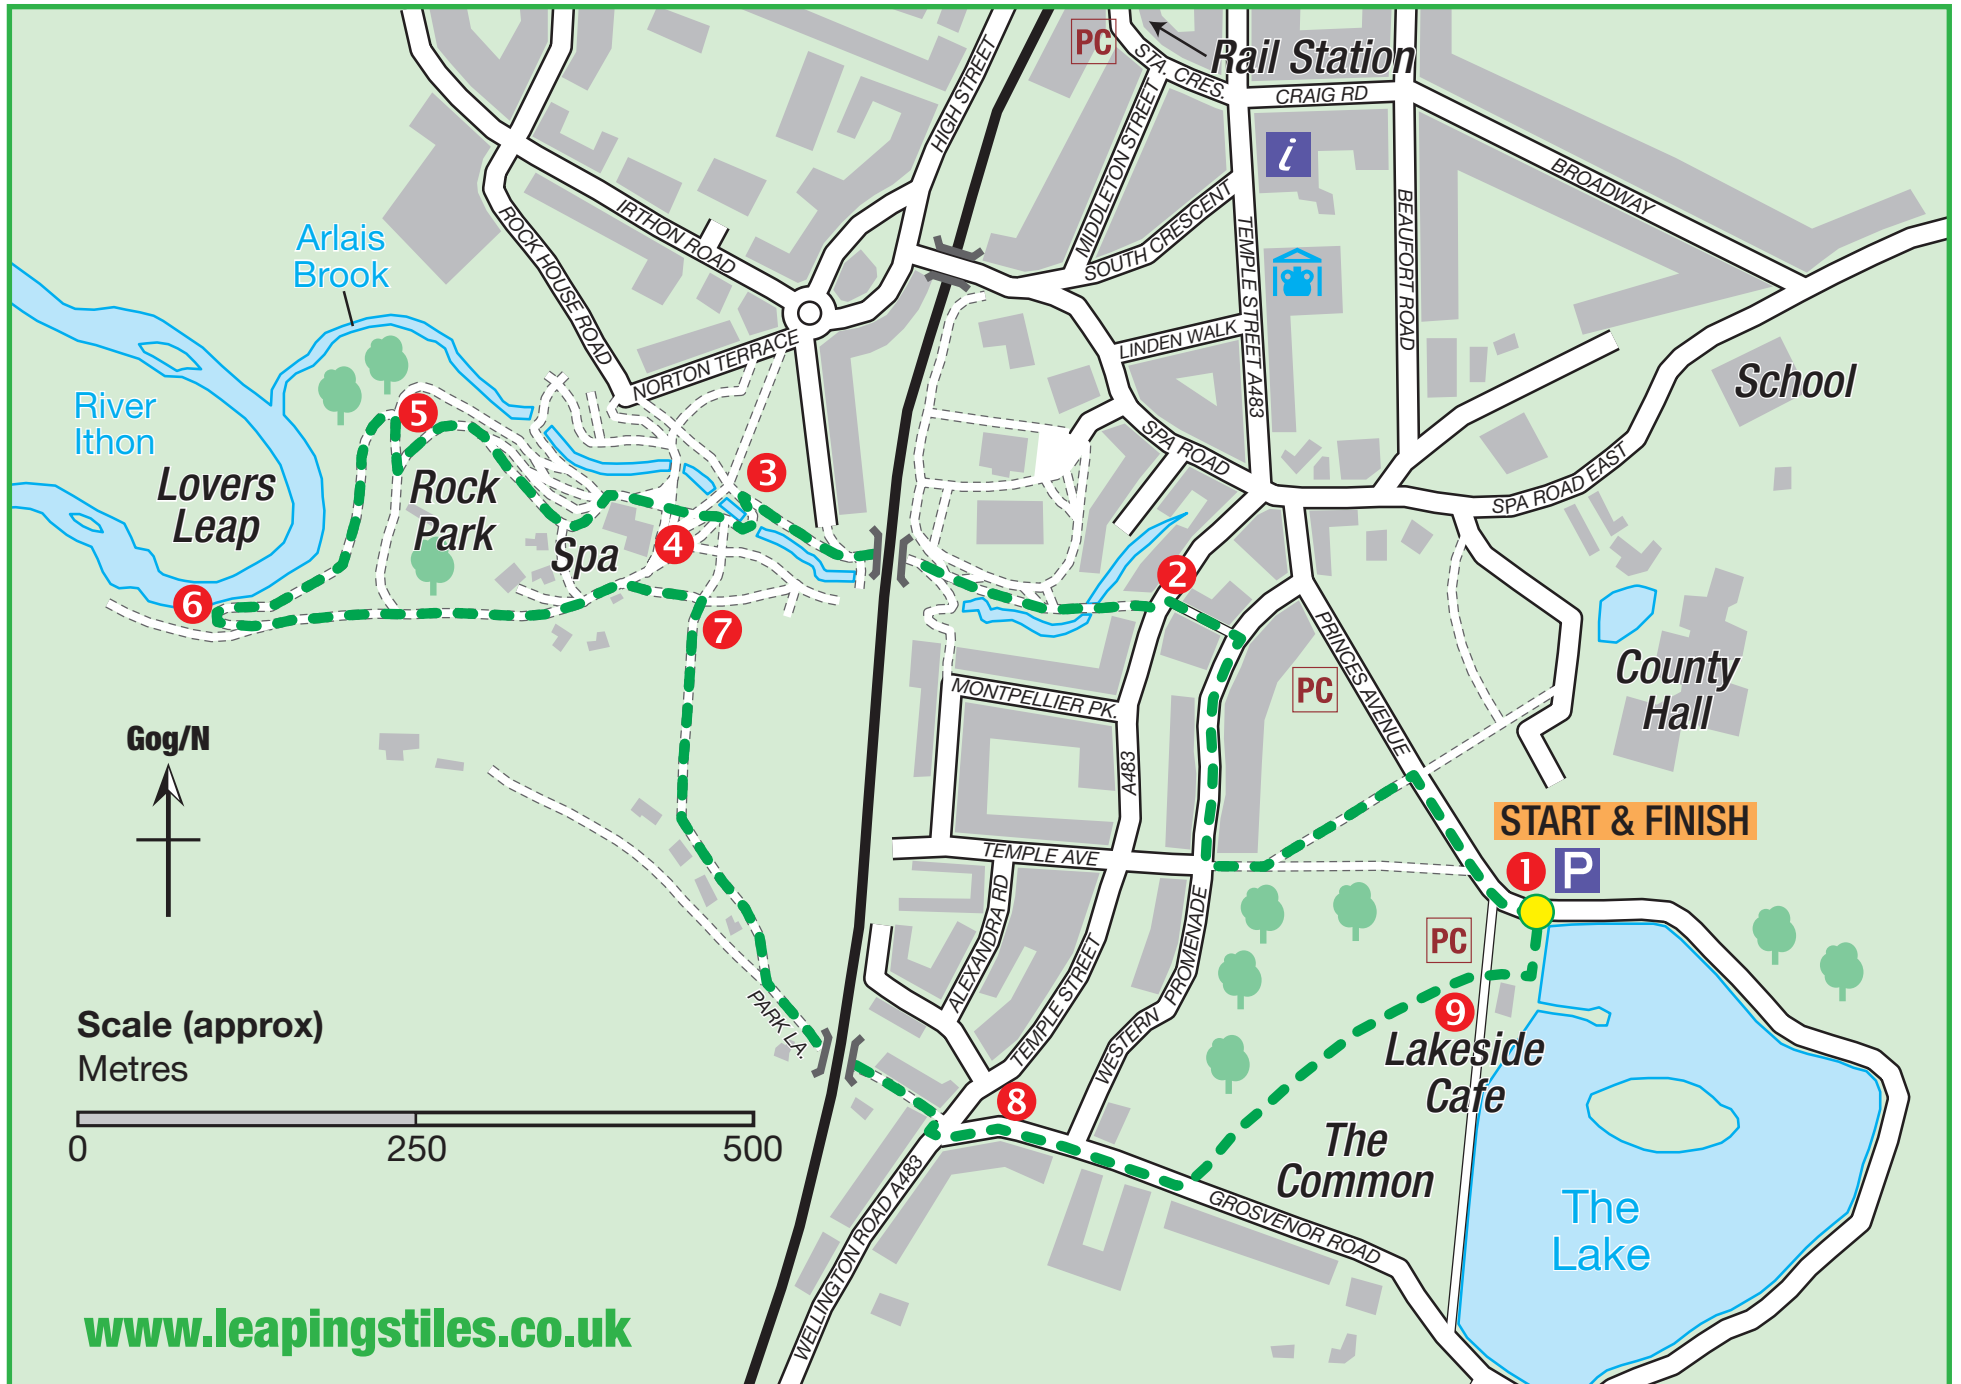 PC
Rail Station
STA. CRES.
CRAIG RD
HIGH STREET
MIDDLETON STREET
i
BROADWAY
IRTHON ROAD
ROCK HOUSE ROAD
SOUTH CRESCENT
TEMPLE STREET A483
BEAUFORT ROAD
Arlais
Brook
NORTON TERRACE
LINDEN WALK
School
River
Ithon
5
SPA ROAD
Lovers
Leap
Rock
Park
3
SPA ROAD EAST
4
Spa
2
6
7
PRINCES AVENUE
County
Hall
PC
MONTPELLIER PK.
Gog/N
A483
START & FINISH
TEMPLE AVE
1
P
ALEXANDRA RD
WESTERN PROMENADE
PC
TEMPLE STREET
PARK LA.
9
Lakeside
Cafe
Scale (approx)
Metres
0
250
500
8
The
Common
GROSVENOR ROAD
The
Lake
WELLINGTON ROAD A483
www.leapingstiles.co.uk